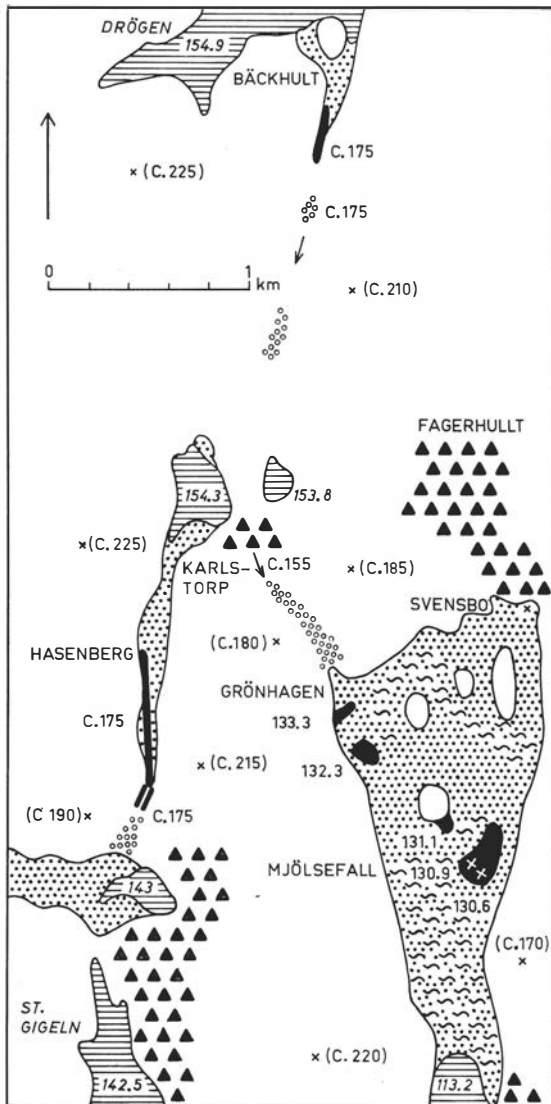 DRÖGEN
154.9
BÄCKHULT
C.175
×(C.225)
C.175
0 1
km
×(C.210)
FAGERHULLT
154.3
153.8
×(C.225)
KARLS-
TORP
C.155
×(C.185)
SVENSBO
(C.180)×
HASENBERG
GRÖNHAGEN
C.175
133.3
×(C.215)
132.3
(C 190)×
C.175
131.1
MJÖLSEFALL
130.9
143
130.6
(C.170)
×
ST.
GIGELN
×(C.220)
142.5
113.2